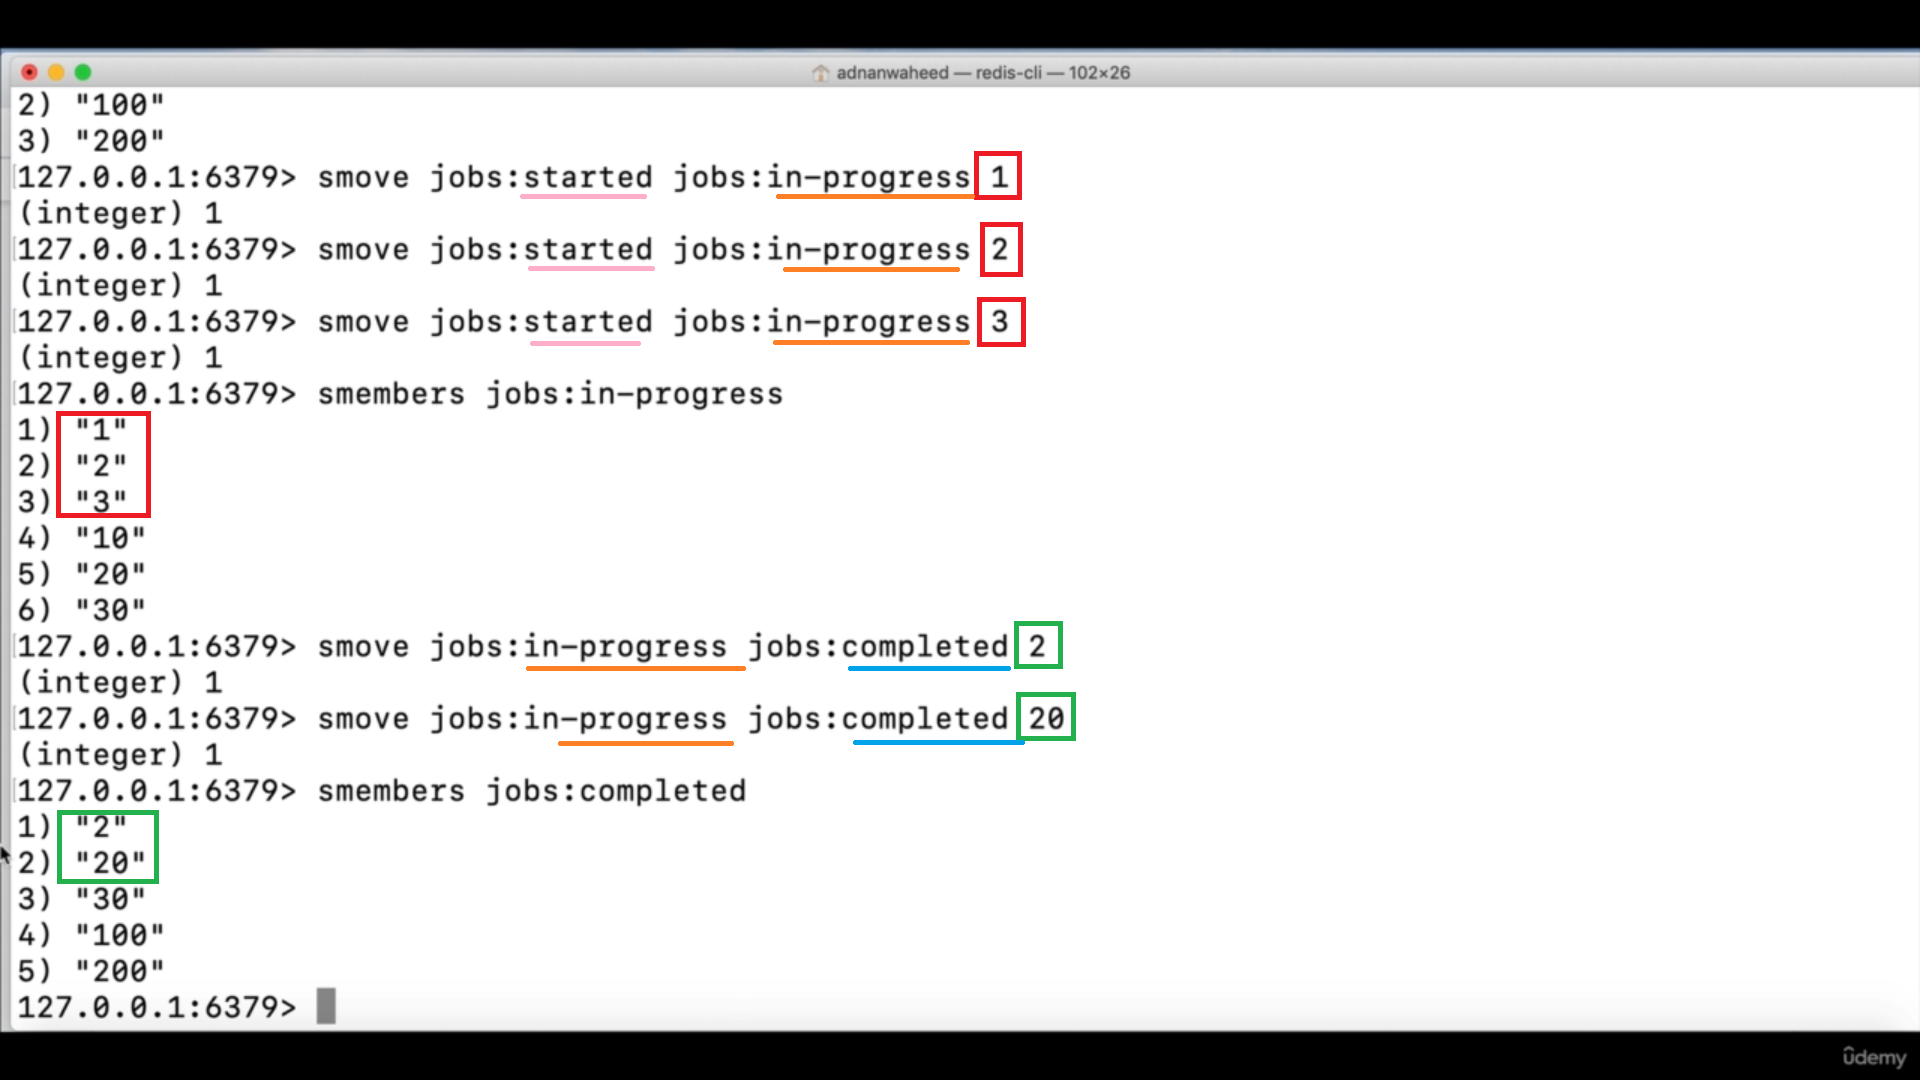 adnanwaheed — redis-cli — 102×26
2) "100"
3) "200"
127.0.0.1:6379> smove jobs:started jobs:in-progress 1
(integer) 1
127.0.0.1:6379> smove jobs:started jobs:in-progress 2
(integer) 1
127.0.0.1:6379> smove jobs:started jobs:in-progress 3
(integer) 1
127.0.0.1:6379> smembers jobs:in-progress
1) "1"
2) "2"
3) "3"
4) "10"
5) "20"
6) "30"
127.0.0.1:6379> smove jobs:in-progress jobs:completed 2
(integer) 1
127.0.0.1:6379> smove jobs:in-progress jobs:completed 20
(integer) 1
127.0.0.1:6379> smembers jobs:completed
1) "2"
2) "20"
3) "30"
4) "100"
5) "200"
127.0.0.1:6379>
ûdemy